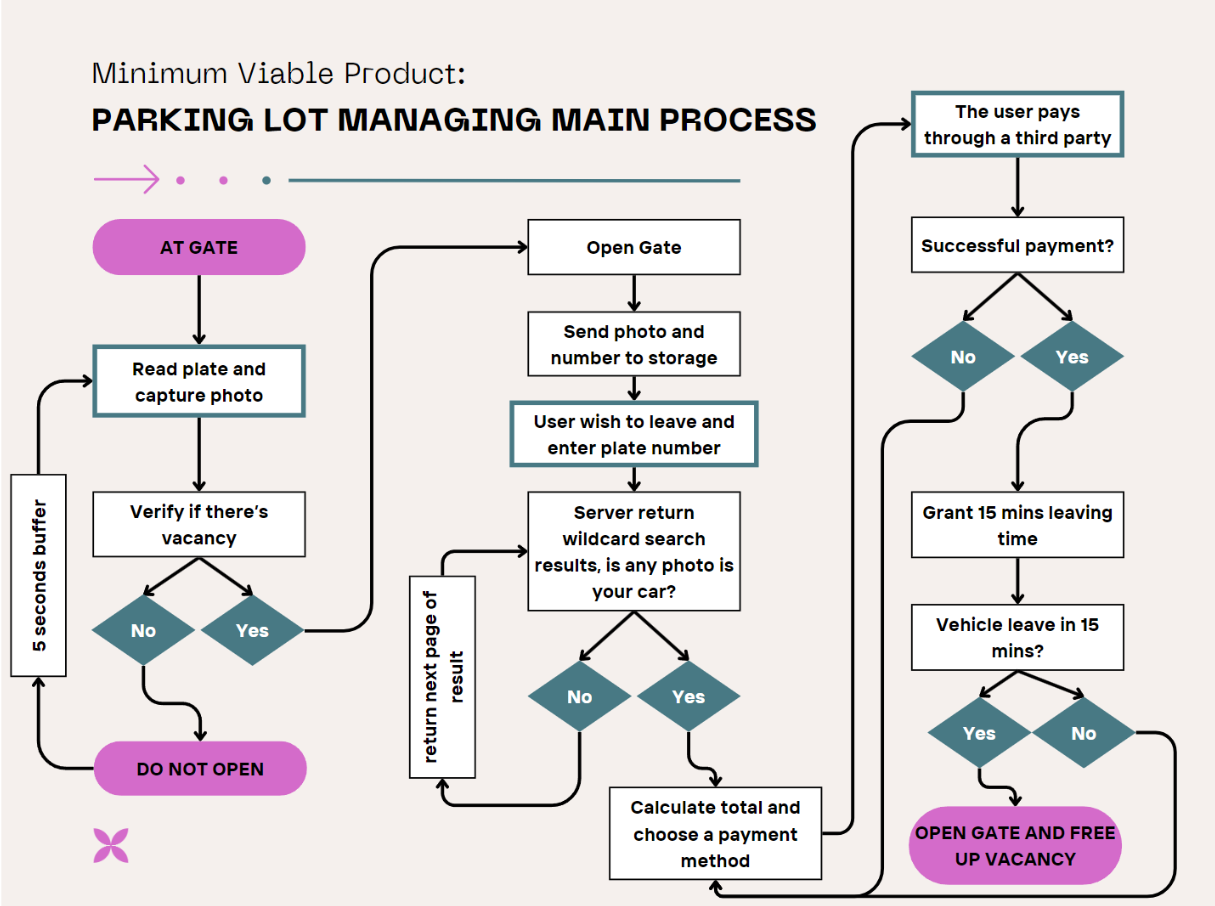 Minimum Viable Product:
PARKING LOT MANAGING MAIN PROCESS
AT GATE
Read plate and
capture photo
Verify if there's
vacancy
No
Yes
5 seconds buffer
DO NOT OPEN
Open Gate
Send photo and
number to storage
User wish to leave and
enter plate number
Server return
wildcard search
results, is any photo is
your car?
return next page of
result
No
Yes
Calculate total and
choose a payment
method
The user pays
through a third party
Successful payment?
No
Yes
Grant 15 mins leaving
time
Vehicle leave in 15
mins?
Yes
No
OPEN GATE AND FREE
UP VACANCY